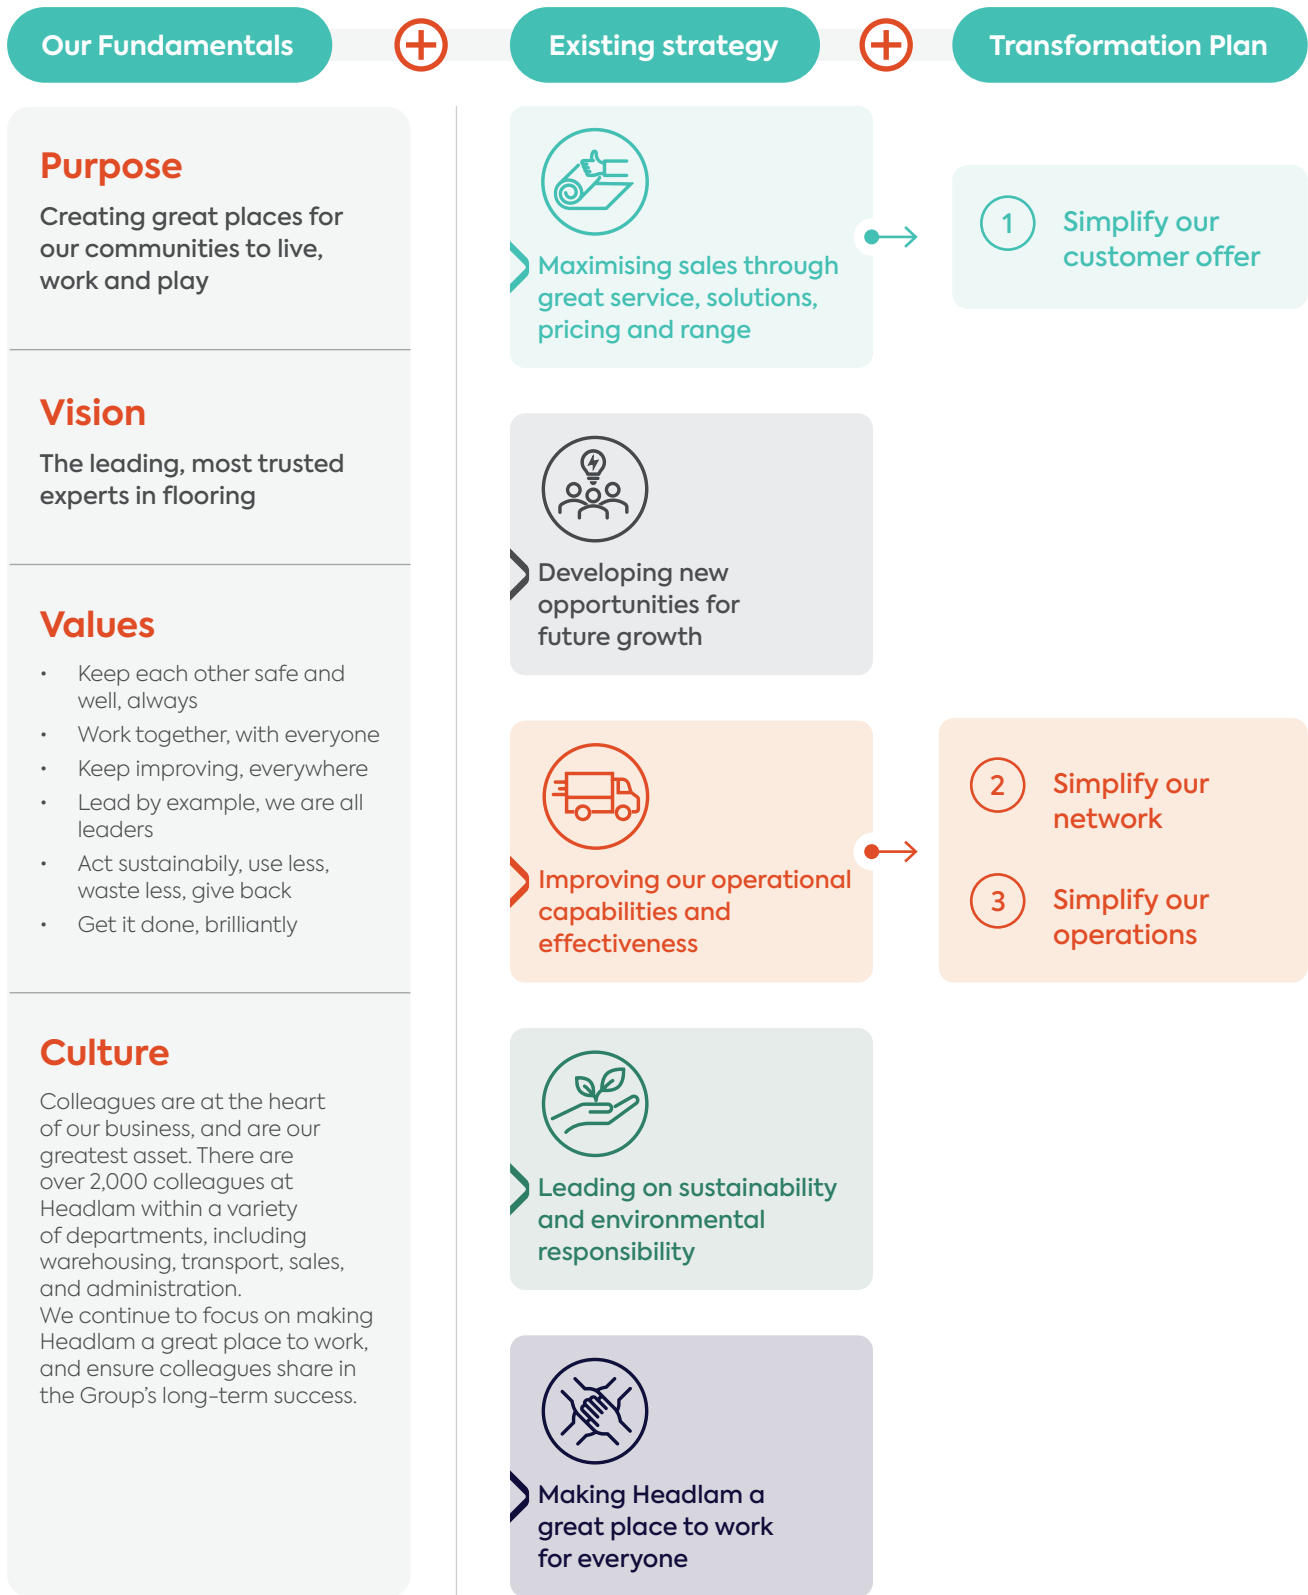 Our Fundamentals
Existing strategy
Transformation Plan
Purpose
Creating great places for
our communities to live,
work and play
Vision
The leading, most trusted
experts in flooring
Values
• Keep each other safe and
well, always
• Work together, with everyone
• Keep improving, everywhere
• Lead by example, we are all
leaders
• Act sustainabily, use less,
waste less, give back
• Get it done, brilliantly
Culture
Colleagues are at the heart
of our business, and are our
greatest asset. There are
over 2,000 colleagues at
Headlam within a variety
of departments, including
warehousing, transport, sales,
and administration.
We continue to focus on making
Headlam a great place to work,
and ensure colleagues share in
the Group’s long-term success.
Maximising sales through
great service, solutions,
pricing and range
Developing new
opportunities for
future growth
Improving our operational
capabilities and
effectiveness
Leading on sustainability
and environmental
responsibility
Making Headlam a
great place to work
for everyone
1 Simplify our
customer offer
2 Simplify our
network
3 Simplify our
operations